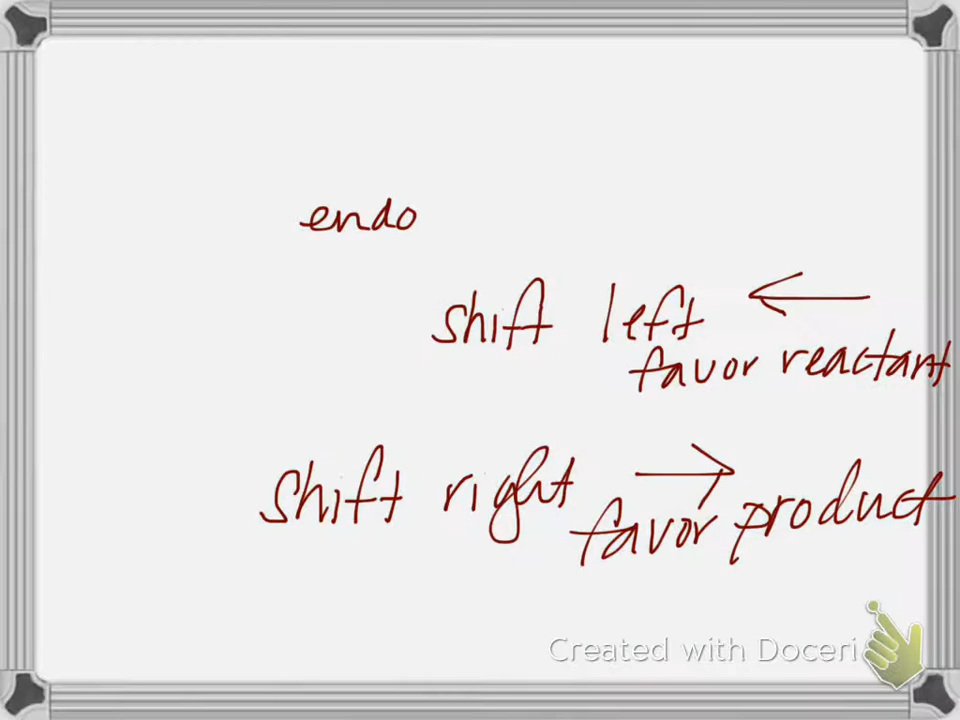 endo
shift left ←
favor reactant
shift right →
favor product
Created with Doceri